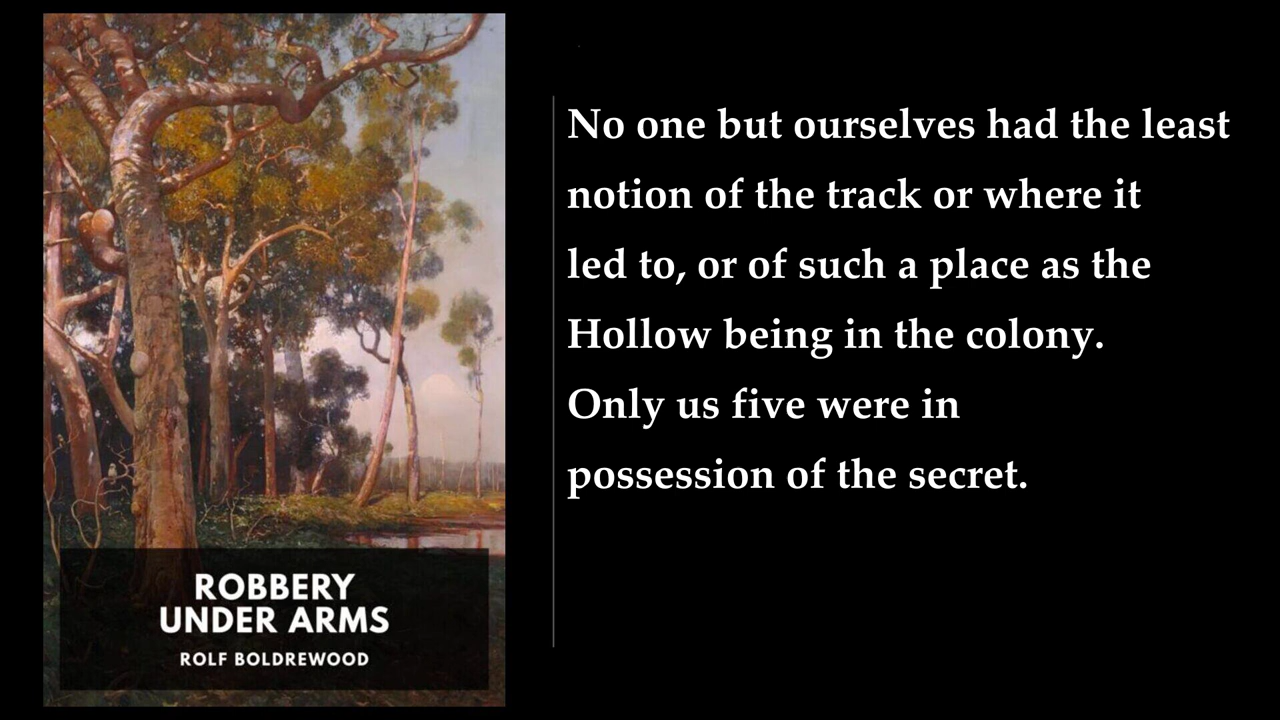 No one but ourselves had the least
notion of the track or where it
led to, or of such a place as the
Hollow being in the colony.
Only us five were in
possession of the secret.
ROBBERY
UNDER ARMS
ROLF BOLDREWOOD